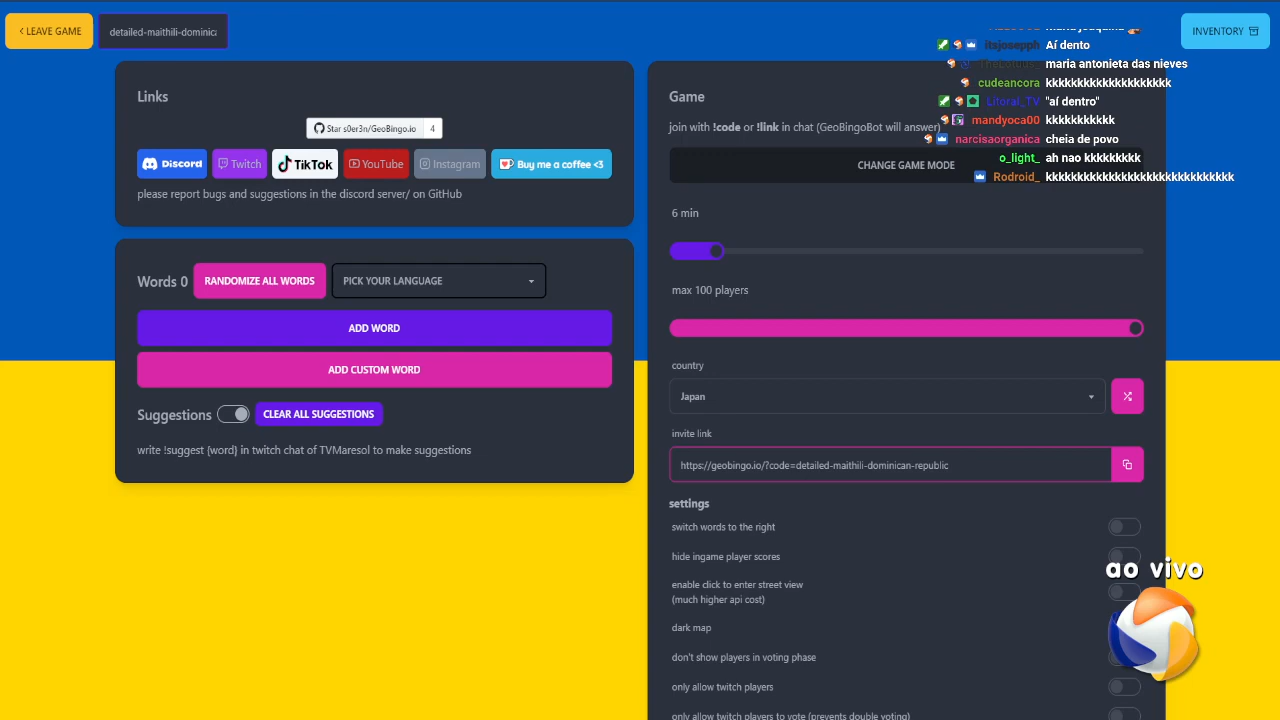 LEAVE GAME
detailed-maithili-dominica
INVENTORY
Links
Star s0er3n/GeoBingo.io 4
Discord
Twitch
TikTok
YouTube
Instagram
Buy me a coffee <3
please report bugs and suggestions in the discord server/ on GitHub
Words 0
RANDOMIZE ALL WORDS
PICK YOUR LANGUAGE
ADD WORD
ADD CUSTOM WORD
Suggestions
CLEAR ALL SUGGESTIONS
write !suggest {word} in twitch chat of TVMaresol to make suggestions
Game
join with !code or !link in chat (GeoBingoBot will answer)
CHANGE GAME MODE
6 min
max 100 players
country
Japan
invite link
https://geobingo.io/?code=detailed-maithili-dominican-republic
settings
switch words to the right
hide ingame player scores
enable click to enter street view
(much higher api cost)
dark map
don't show players in voting phase
only allow twitch players
only allow twitch players to vote (prevents double voting)
itsjosepph Aí dento
maria antonieta das nieves
cudeancora kkkkkkkkkkkkkkkkkkkk
Litoral_TV "aí dentro"
mandyoca00 kkkkkkkkkkk
narcisaorganica cheia de povo
o_light_ ah nao kkkkkkkkk
Rodroid_ kkkkkkkkkkkkkkkkkkkkkkkkkkkkkk
ao vivo